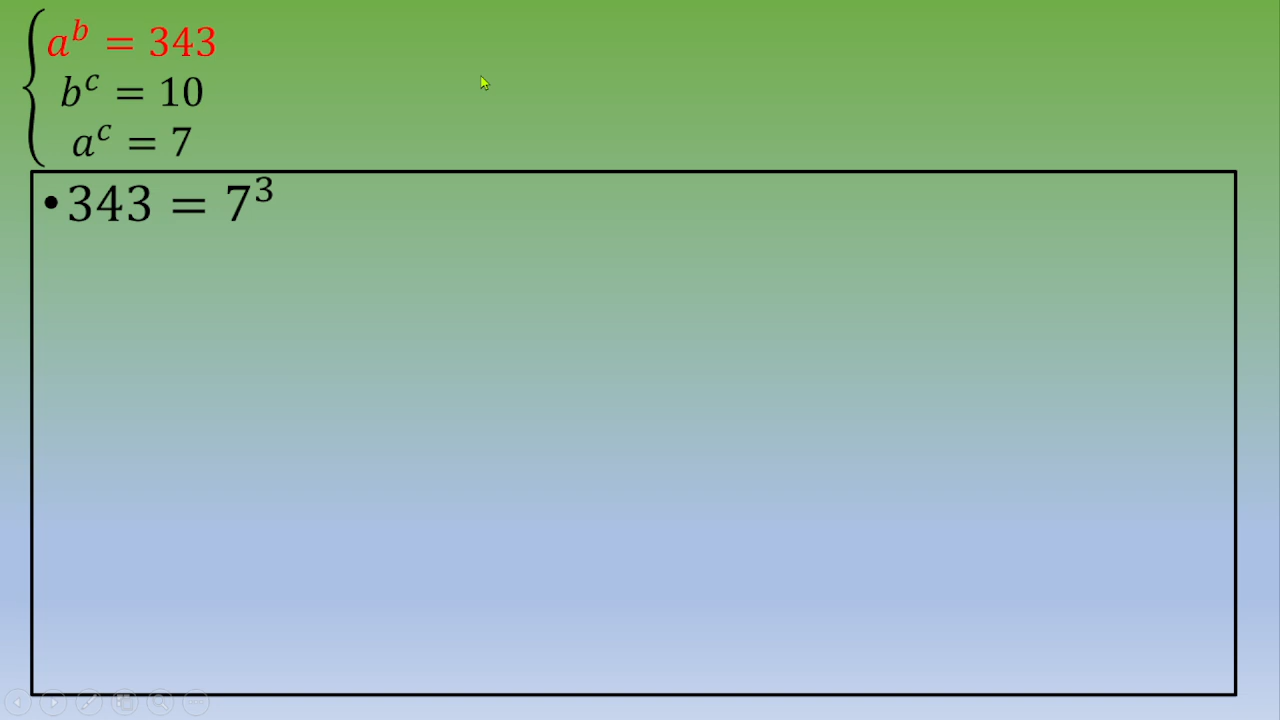 a^b = 343
b^c = 10
a^c = 7
• 343 = 7^3